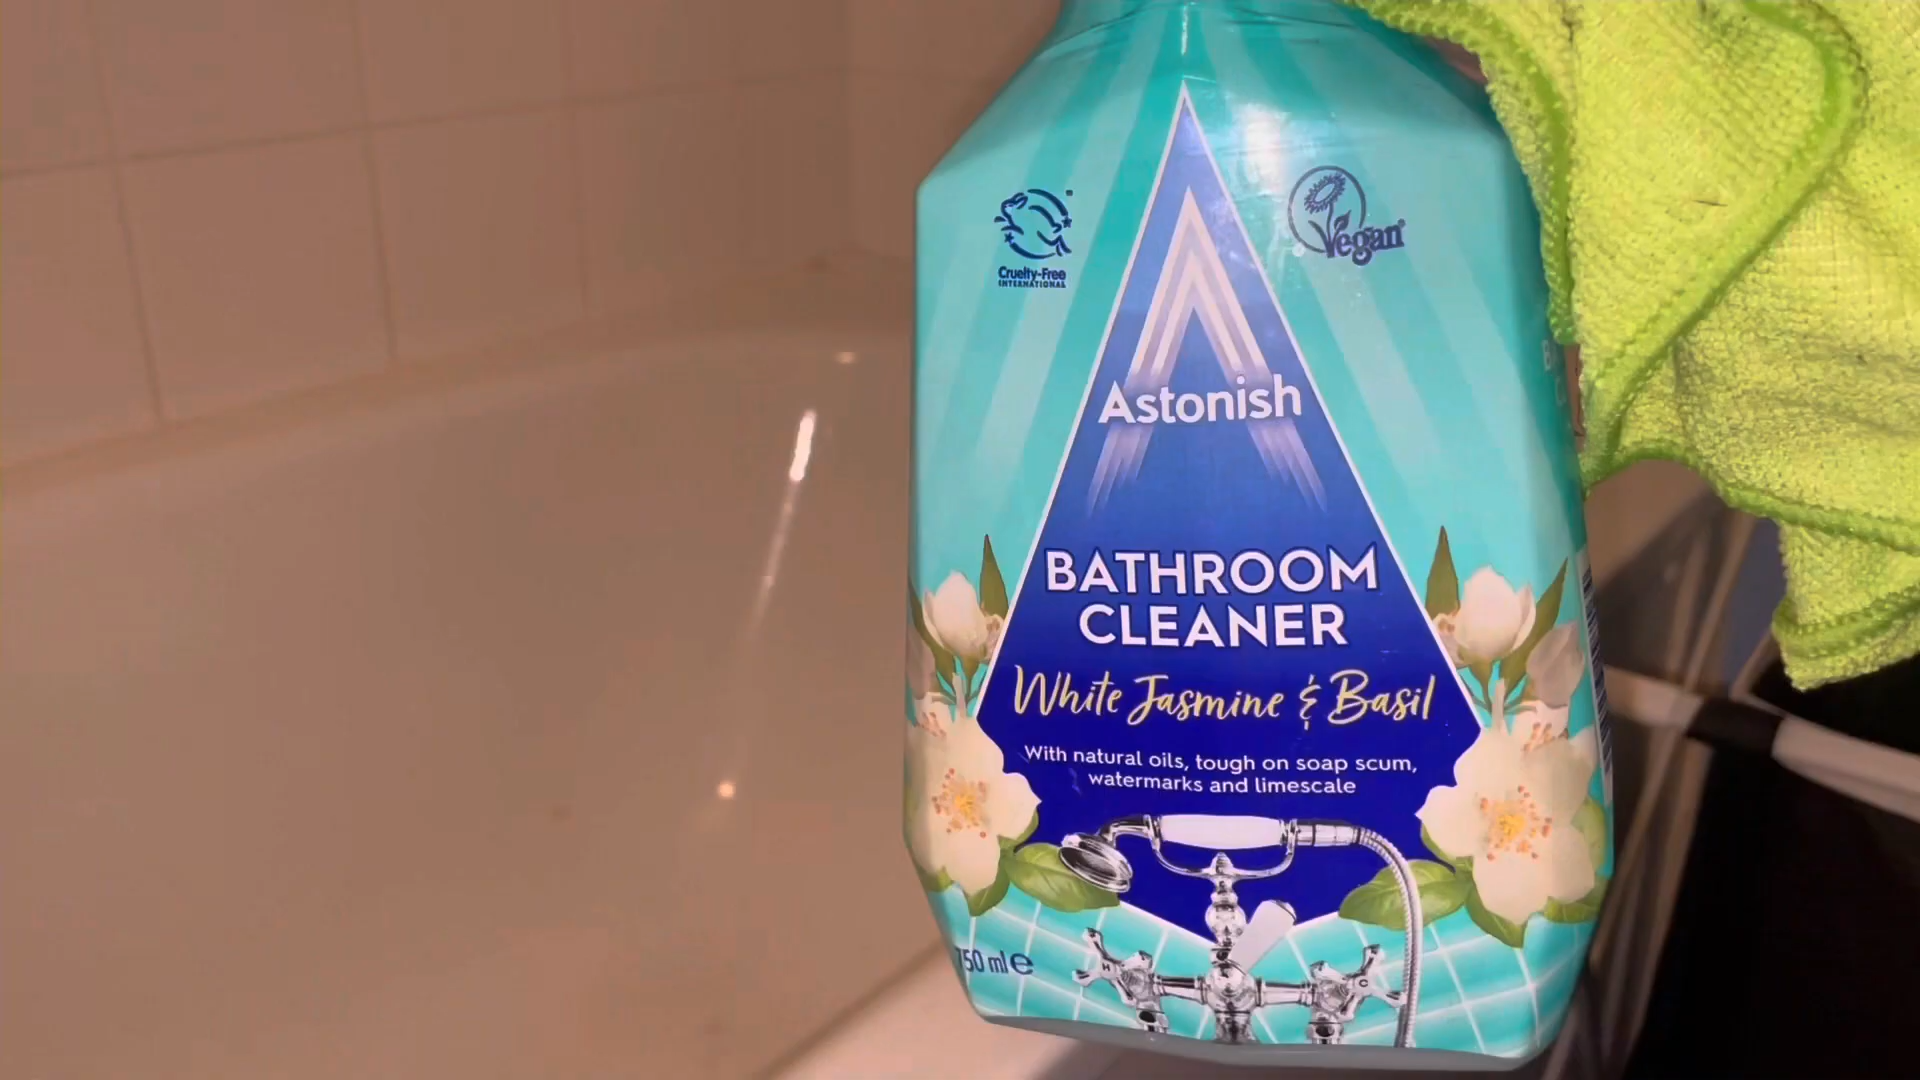 Cruelty-Free
INTERNATIONAL
Vegan
Astonish
BATHROOM
CLEANER
White Jasmine & Basil
With natural oils, tough on soap scum,
watermarks and limescale
750 ml e